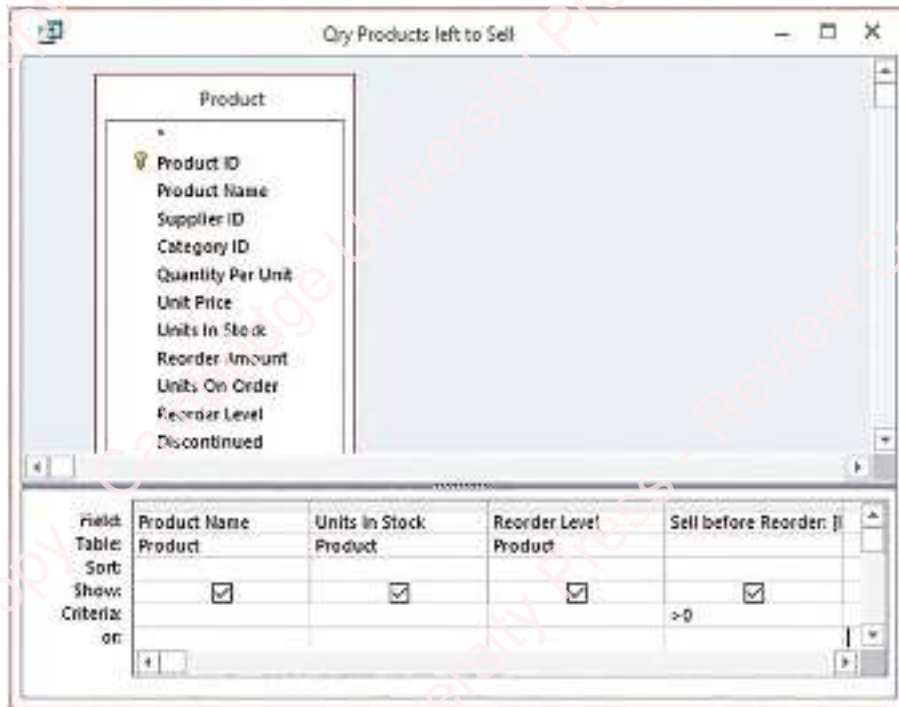 Qry Products left to Sell
Product
*
Product ID
Product Name
Supplier ID
Category ID
Quantity Per Unit
Unit Price
Units In Stock
Reorder Amount
Units On Order
Reorder Level
Discontinued
Field: Product Name Units In Stock Reorder Level Sell before Reorder: [
Table: Product Product Product
Sort:
Show:
Criteria: >0
or: